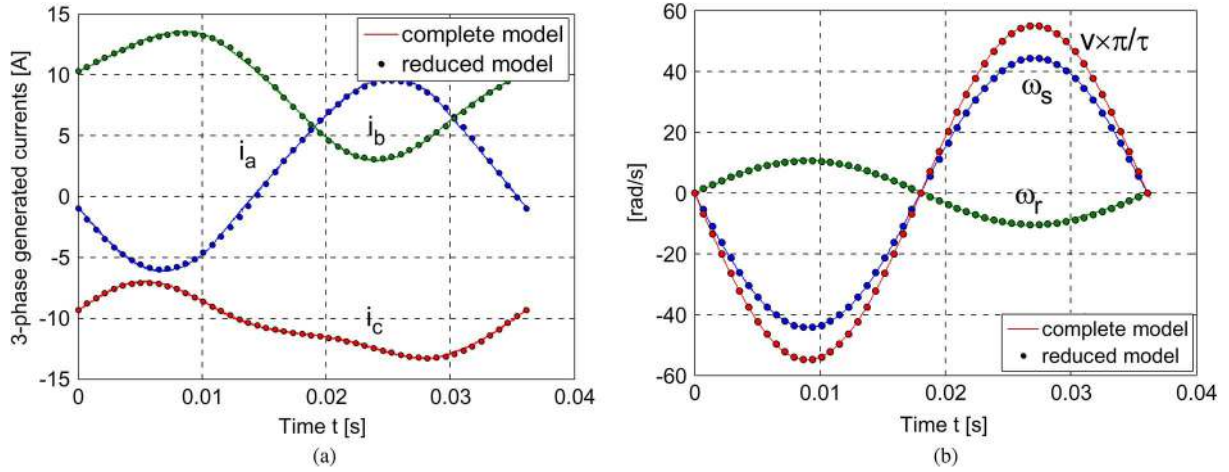 15
10
5
0
-5
-10
-15
3-phase generated currents [A]
complete model
reduced model
i_a
i_b
i_c
0
0.01
0.02
0.03
0.04
Time t [s]
(a)
60
40
20
0
-20
-40
-60
[rad/s]
v×π/τ
ω_s
ω_r
complete model
reduced model
0
0.01
0.02
0.03
0.04
Time t [s]
(b)